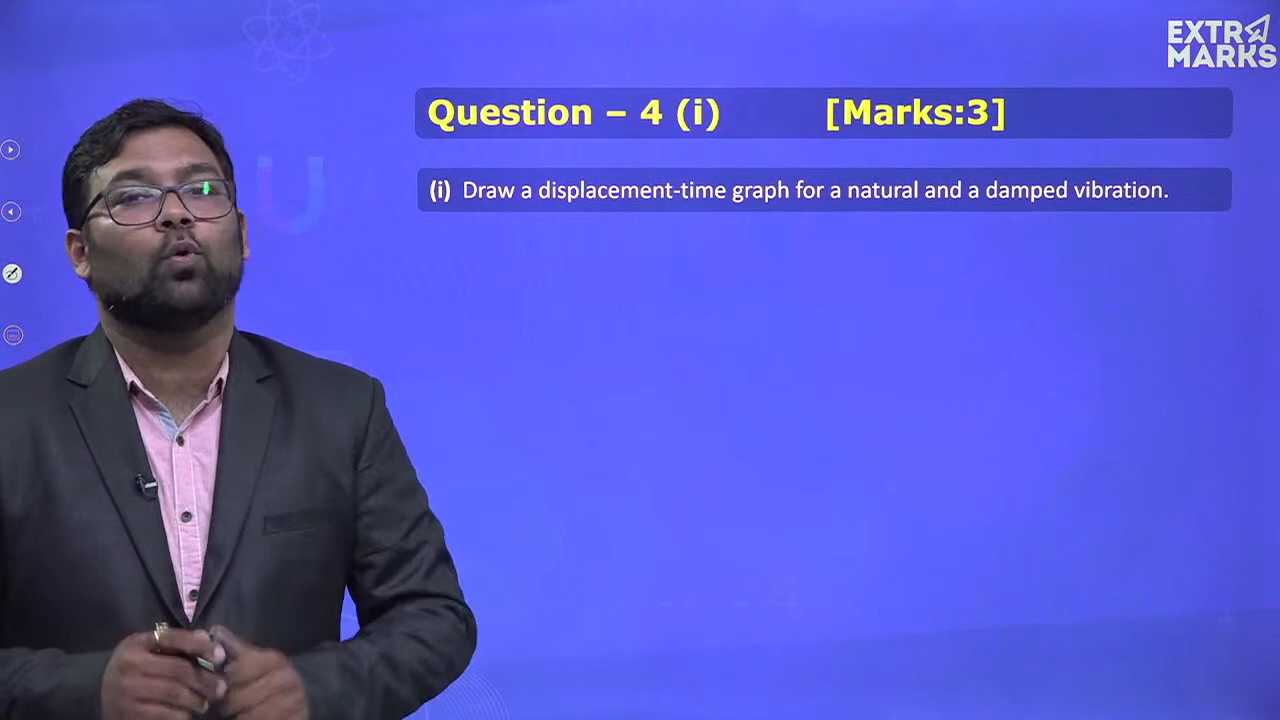 EXTRA
MARKS
Question – 4 (i) [Marks:3]
(i) Draw a displacement-time graph for a natural and a damped vibration.